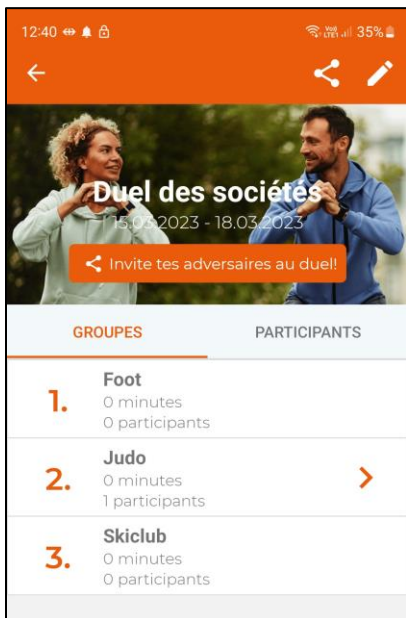 12:40 35%
Duel des sociétés
15.03.2023 - 18.03.2023
Invite tes adversaires au duel!
GROUPES PARTICIPANTS
1. Foot
0 minutes
0 participants
2. Judo
0 minutes
1 participants
3. Skiclub
0 minutes
0 participants